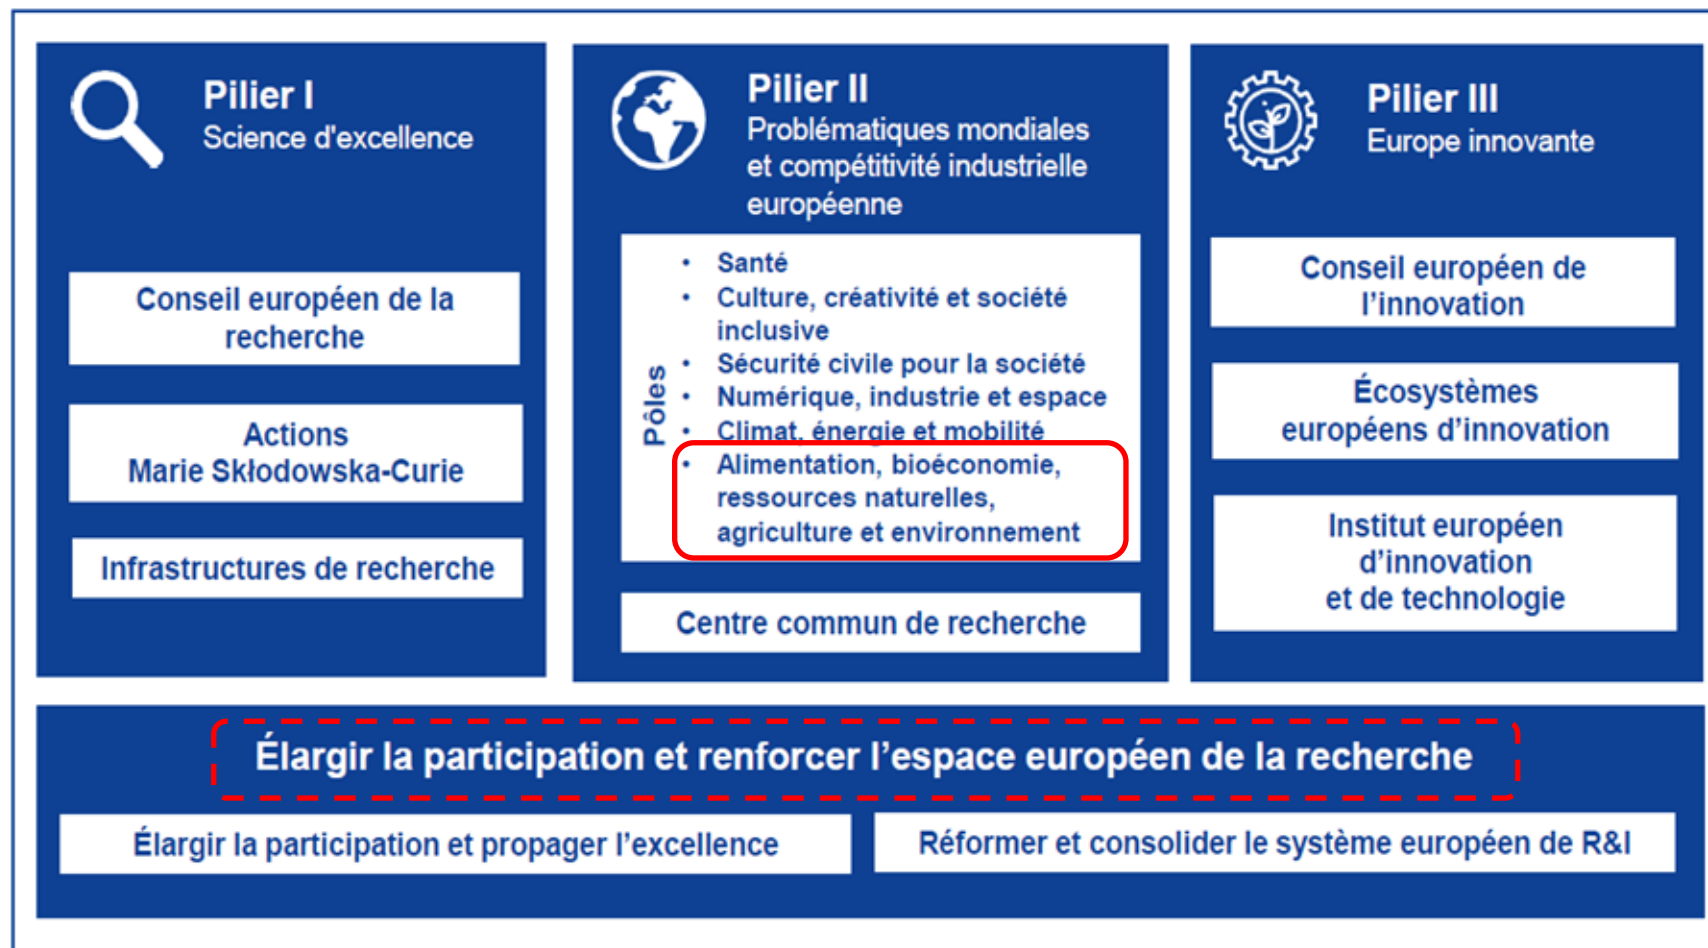 Pilier I
Science d'excellence
Conseil européen de la
recherche
Actions
Marie Skłodowska-Curie
Infrastructures de recherche
Pilier II
Problématiques mondiales
et compétitivité industrielle
européenne
Pôles
• Santé
• Culture, créativité et société
inclusive
• Sécurité civile pour la société
• Numérique, industrie et espace
• Climat, énergie et mobilité
• Alimentation, bioéconomie,
ressources naturelles,
agriculture et environnement
Centre commun de recherche
Pilier III
Europe innovante
Conseil européen de
l’innovation
Écosystèmes
européens d’innovation
Institut européen
d’innovation
et de technologie
Élargir la participation et renforcer l’espace européen de la recherche
Élargir la participation et propager l’excellence
Réformer et consolider le système européen de R&I